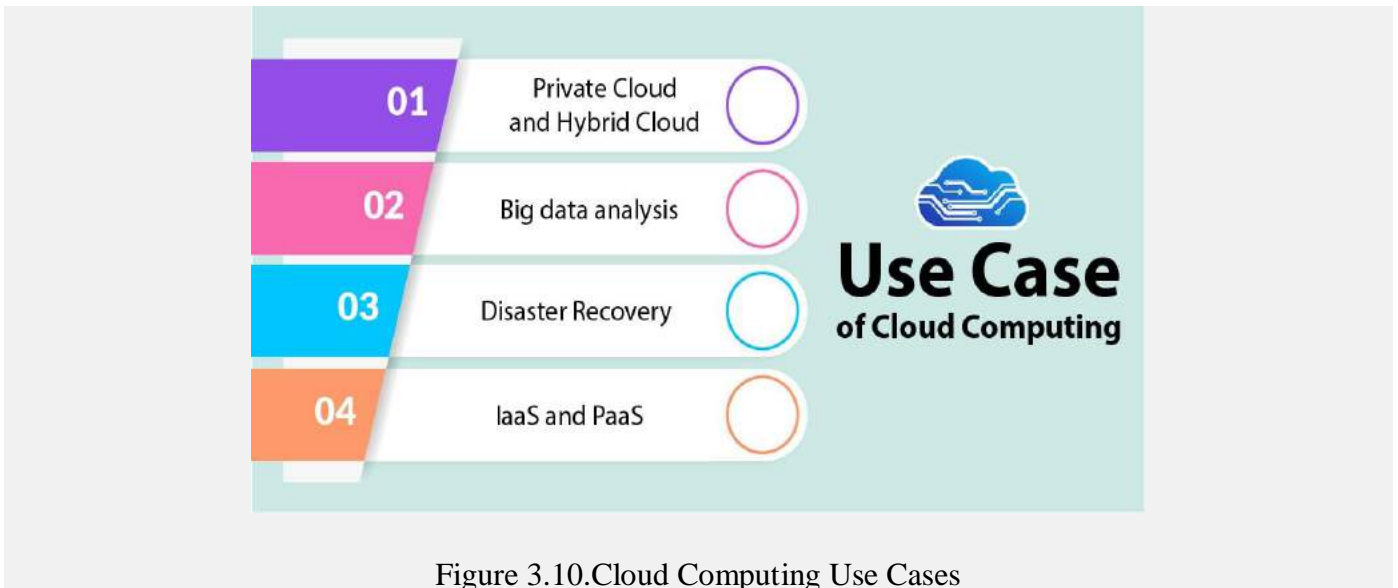 01
Private Cloud
and Hybrid Cloud
02
Big data analysis
03
Disaster Recovery
04
IaaS and PaaS
Use Case
of Cloud Computing
Figure 3.10.Cloud Computing Use Cases